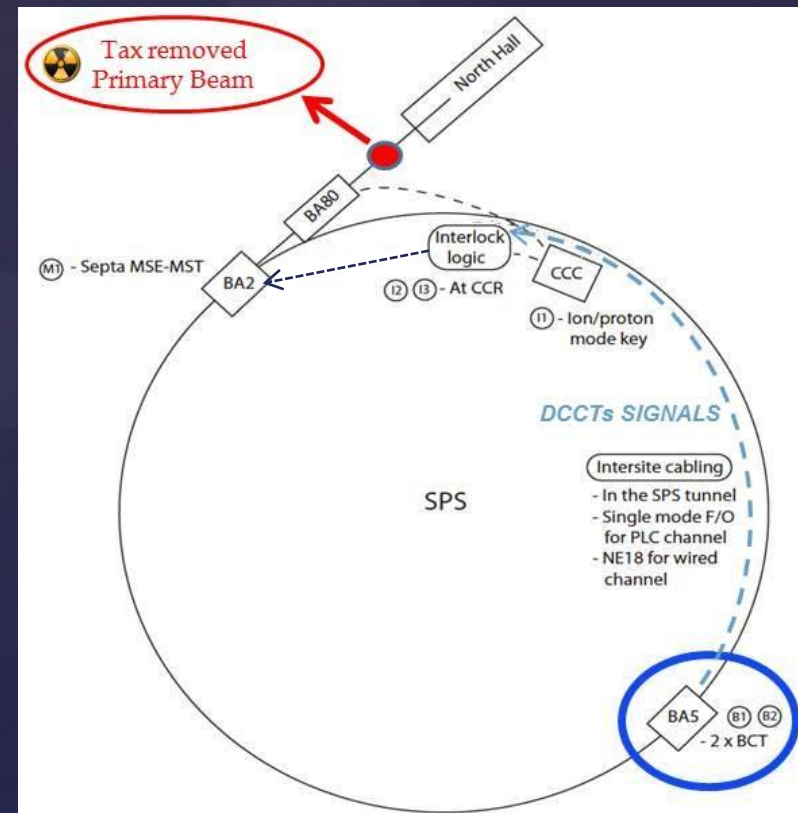 Tax removed
Primary Beam
North Hall
BA80
Interlock
logic
CCC
M1 - Septa MSE-MST
BA2
I2 I3 - At CCR
I1 - Ion/proton
mode key
DCCTs SIGNALS
Intersite cabling
- In the SPS tunnel
- Single mode F/O
for PLC channel
- NE18 for wired
channel
SPS
BA5 B1 B2
- 2 x BCT